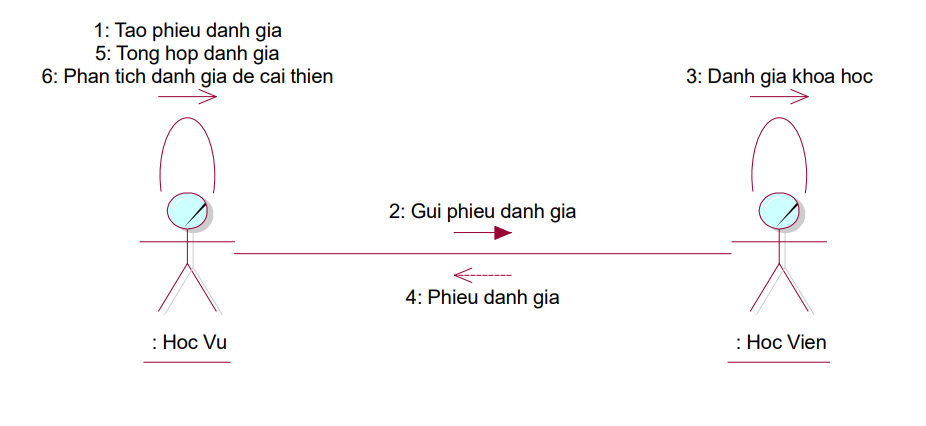 1: Tao phieu danh gia
5: Tong hop danh gia
6: Phan tich danh gia de cai thien
3: Danh gia khoa hoc
2: Gui phieu danh gia
4: Phieu danh gia
: Hoc Vu
: Hoc Vien